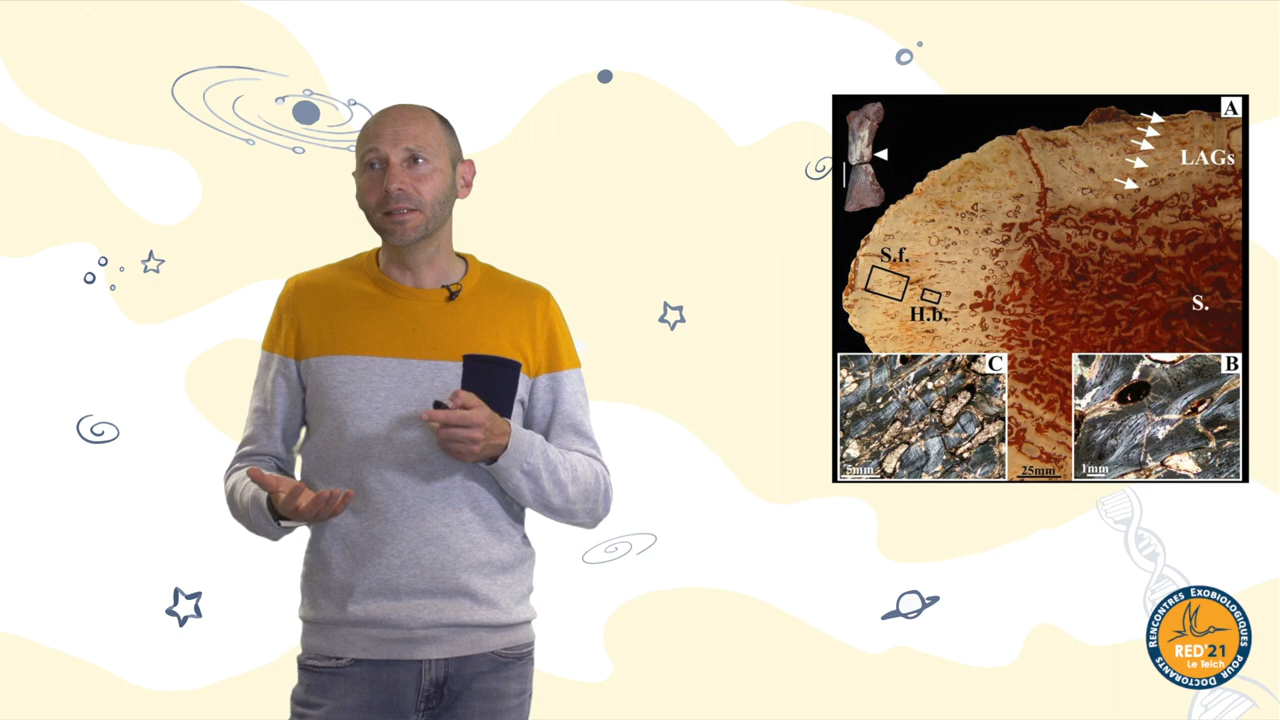 A
LAGs
S.f.
H.b.
S.
C
B
5mm
25mm
1mm
RENCONTRES EXOBIOLOGIQUES
POUR DOCTORANTS
RED'21
Le Teich